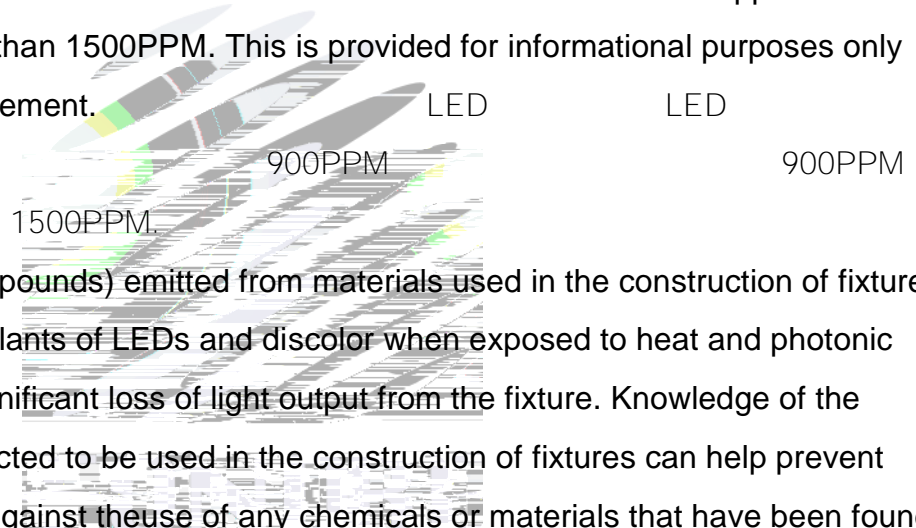 than 1500PPM. This is provided for informational purposes only
ement. LED LED
900PPM 900PPM
1500PPM.
pounds) emitted from materials used in the construction of fixture
lants of LEDs and discolor when exposed to heat and photonic
nificant loss of light output from the fixture. Knowledge of the
cted to be used in the construction of fixtures can help prevent
gainst theuse of any chemicals or materials that have been foun